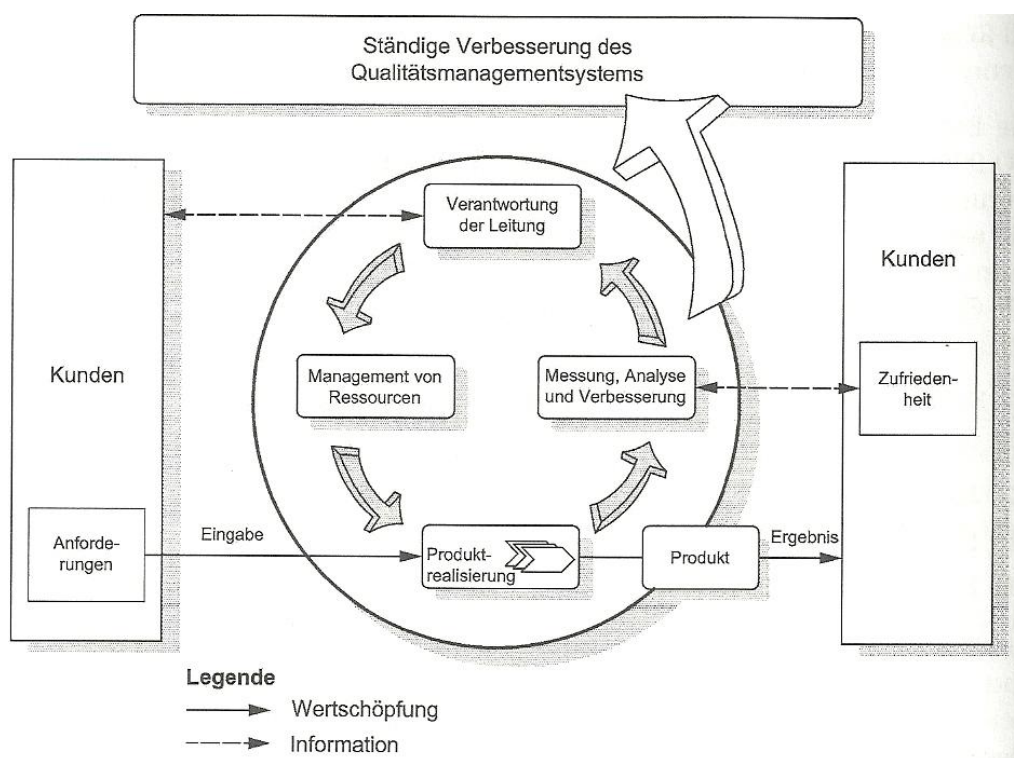 Ständige Verbesserung des
Qualitätsmanagementsystems
Verantwortung
der Leitung
Kunden
Kunden
Management von
Ressourcen
Messung, Analyse
und Verbesserung
Zufrieden-
heit
Anforde-
rungen
Eingabe
Produkt-
realisierung
Produkt
Ergebnis
Legende
Wertschöpfung
Information